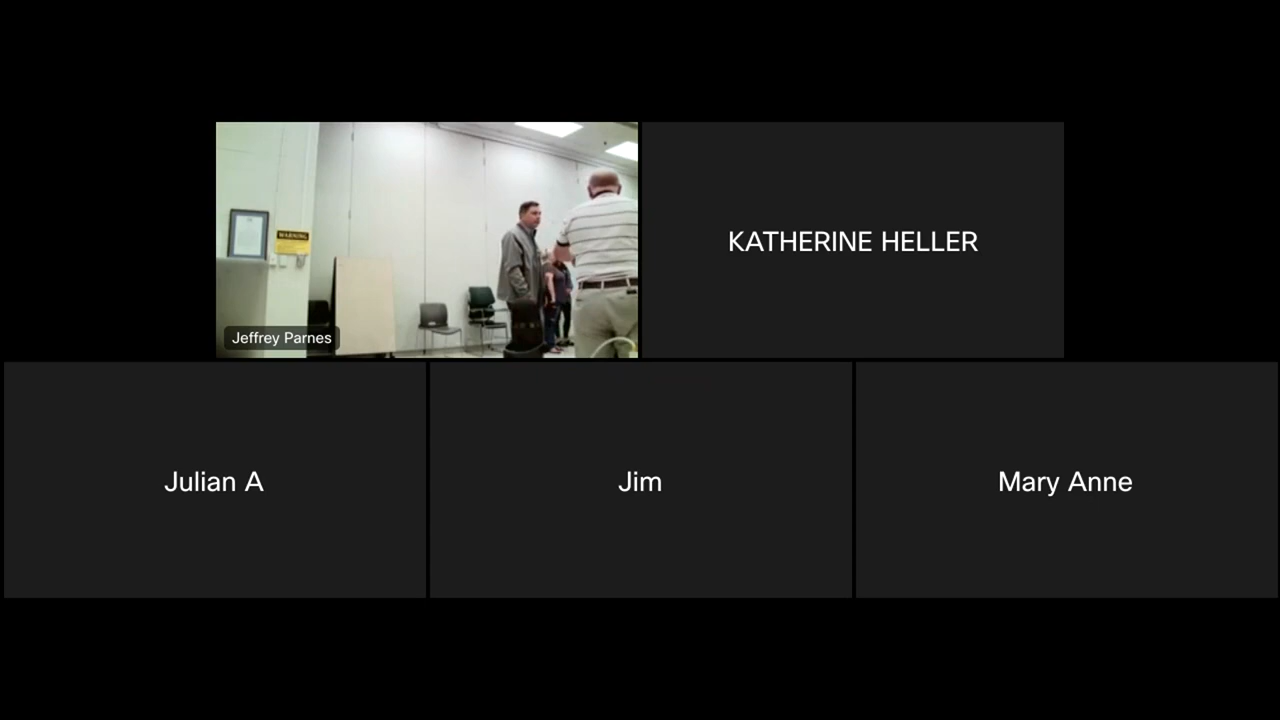 WARNING
Jeffrey Parnes
KATHERINE HELLER
Julian A
Jim
Mary Anne